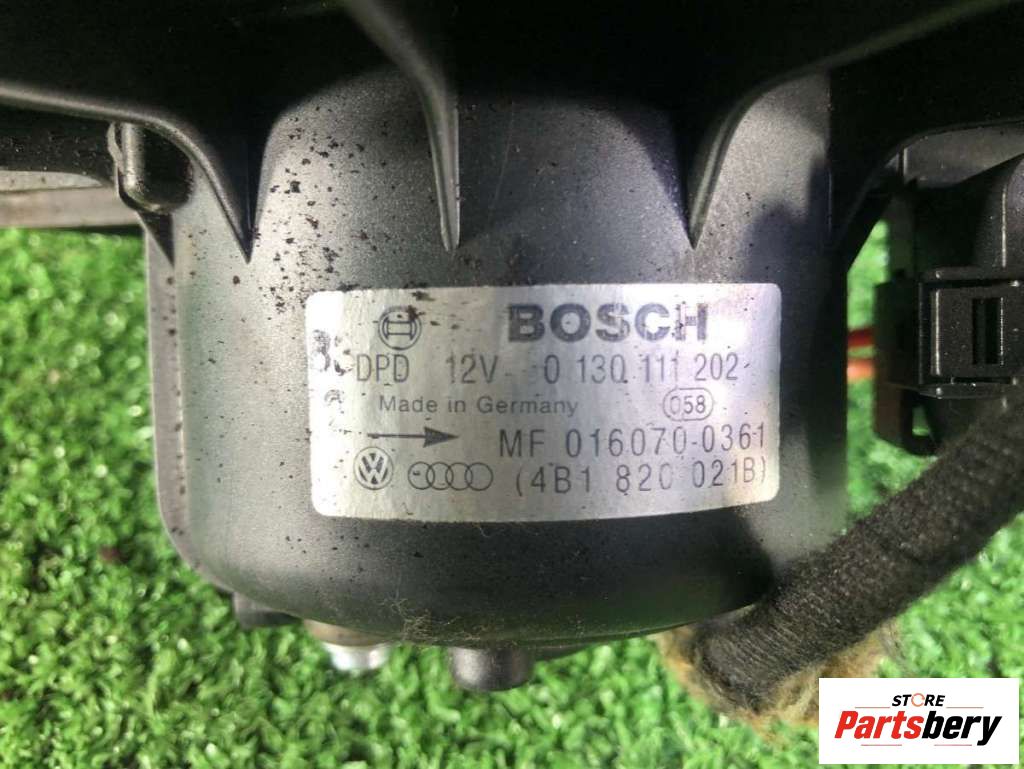 BOSCH
DPD 12V- 0 130 111 202
Made in Germany 058
MF 016070-0361
(4B1 820 021B)
STORE
Partsbery